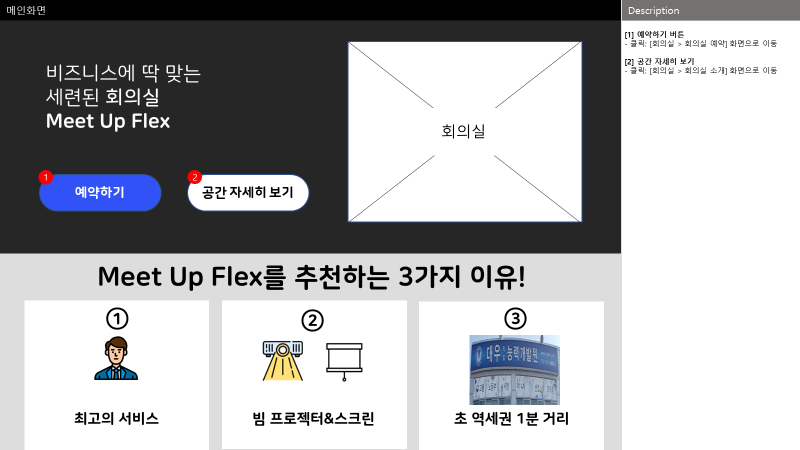 메인화면
Description
비즈니스에 딱 맞는
세련된 회의실
Meet Up Flex
회의실
1
예약하기
2
공간 자세히 보기
[1] 예약하기 버튼
- 클릭: [회의실 > 회의실 예약] 화면으로 이동
[2] 공간 자세히 보기
- 클릭: [회의실 > 회의실 소개] 화면으로 이동
Meet Up Flex를 추천하는 3가지 이유!
①
최고의 서비스
②
빔 프로젝터&스크린
③
대우능력개발원
초 역세권 1분 거리